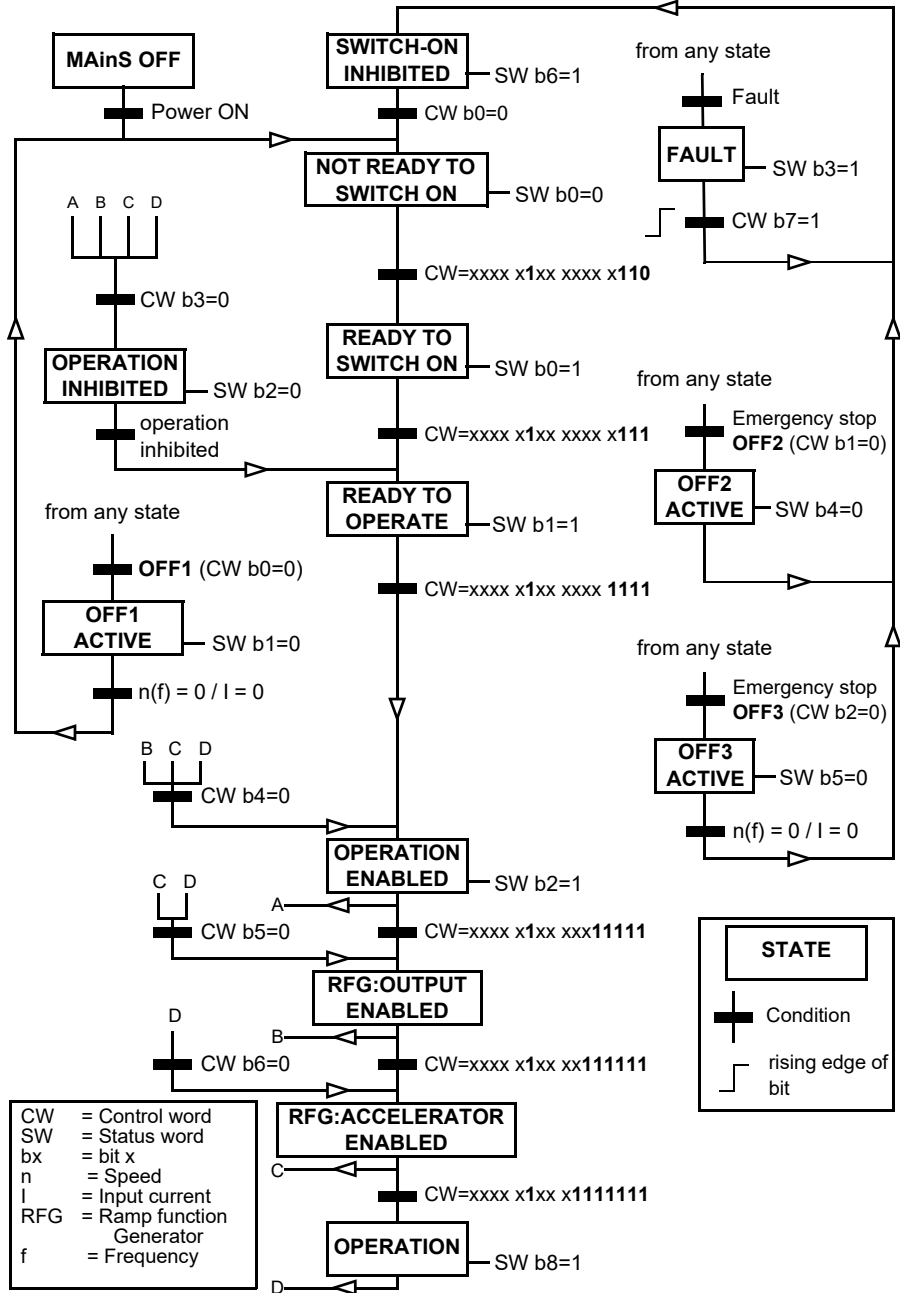 MAinS OFF
Power ON
SWITCH-ON
INHIBITED
SW b6=1
CW b0=0
from any state
Fault
FAULT
SW b3=1
CW b7=1
NOT READY TO
SWITCH ON
SW b0=0
A B C D
CW b3=0
CW=xxxx x1xx xxxx x110
OPERATION
INHIBITED
SW b2=0
operation
inhibited
READY TO
SWITCH ON
SW b0=1
CW=xxxx x1xx xxxx x111
from any state
Emergency stop
OFF2 (CW b1=0)
OFF2
ACTIVE
SW b4=0
READY TO
OPERATE
SW b1=1
CW=xxxx x1xx xxxx 1111
from any state
OFF1 (CW b0=0)
OFF1
ACTIVE
SW b1=0
n(f) = 0 / I = 0
from any state
Emergency stop
OFF3 (CW b2=0)
OFF3
ACTIVE
SW b5=0
n(f) = 0 / I = 0
B C D
CW b4=0
OPERATION
ENABLED
SW b2=1
A
C D
CW b5=0
CW=xxxx x1xx xxx11111
RFG:OUTPUT
ENABLED
B
D
CW b6=0
CW=xxxx x1xx xx111111
RFG:ACCELERATOR
ENABLED
C
CW=xxxx x1xx x1111111
OPERATION
SW b8=1
D
STATE
Condition
rising edge of
bit
CW = Control word
SW = Status word
bx = bit x
n = Speed
I = Input current
RFG = Ramp function
Generator
f = Frequency